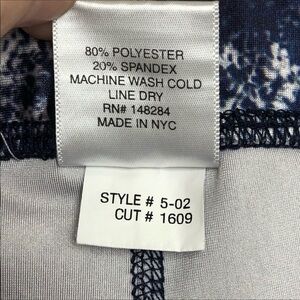 80% POLYESTER
20% SPANDEX
MACHINE WASH COLD
LINE DRY
RN# 148284
MADE IN NYC
STYLE # 5-02
CUT # 1609